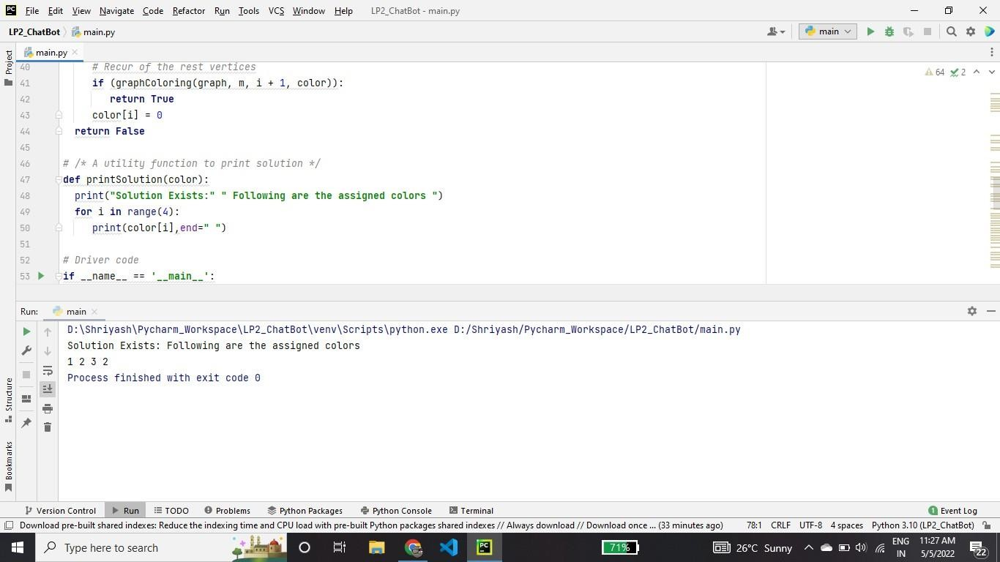 File Edit View Navigate Code Refactor Run Tools VCS Window Help LP2_ChatBot - main.py
LP2_ChatBot main.py main
Project
main.py
40 # Recur of the rest vertices
64 2
41 if (graphColoring(graph, m, i + 1, color)):
42 return True
43 color[i] = 0
44 return False
45
46 # /* A utility function to print solution */
47 def printSolution(color):
48 print("Solution Exists:" " Following are the assigned colors ")
49 for i in range(4):
50 print(color[i],end=" ")
51
52 # Driver code
53 if __name__ == '__main__':
Run: main
D:\Shriyash\Pycharm_Workspace\LP2_ChatBot\venv\Scripts\python.exe D:/Shriyash/Pycharm_Workspace/LP2_ChatBot/main.py
Solution Exists: Following are the assigned colors
1 2 3 2
Process finished with exit code 0
Structure
Bookmarks
Version Control Run TODO Problems Python Packages Python Console Terminal 1 Event Log
Download pre-built shared indexes: Reduce the indexing time and CPU load with pre-built Python packages shared indexes // Always download // Download once ... (33 minutes ago) 78:1 CRLF UTF-8 4 spaces Python 3.10 (LP2_ChatBot)
Type here to search PC 71% 26°C Sunny ENG 11:27 AM
IN 5/5/2022 22